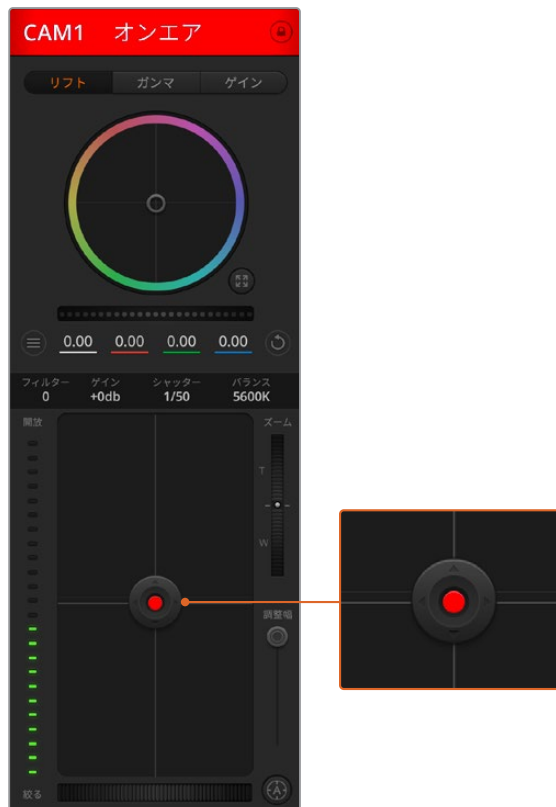 CAM1 オンエア
リフト ガンマ ゲイン
0.00 0.00 0.00 0.00
フィルター ゲイン シャッター バランス
0 +0db 1/50 5600K
開放 ズーム
T
W
調整幅
絞る A